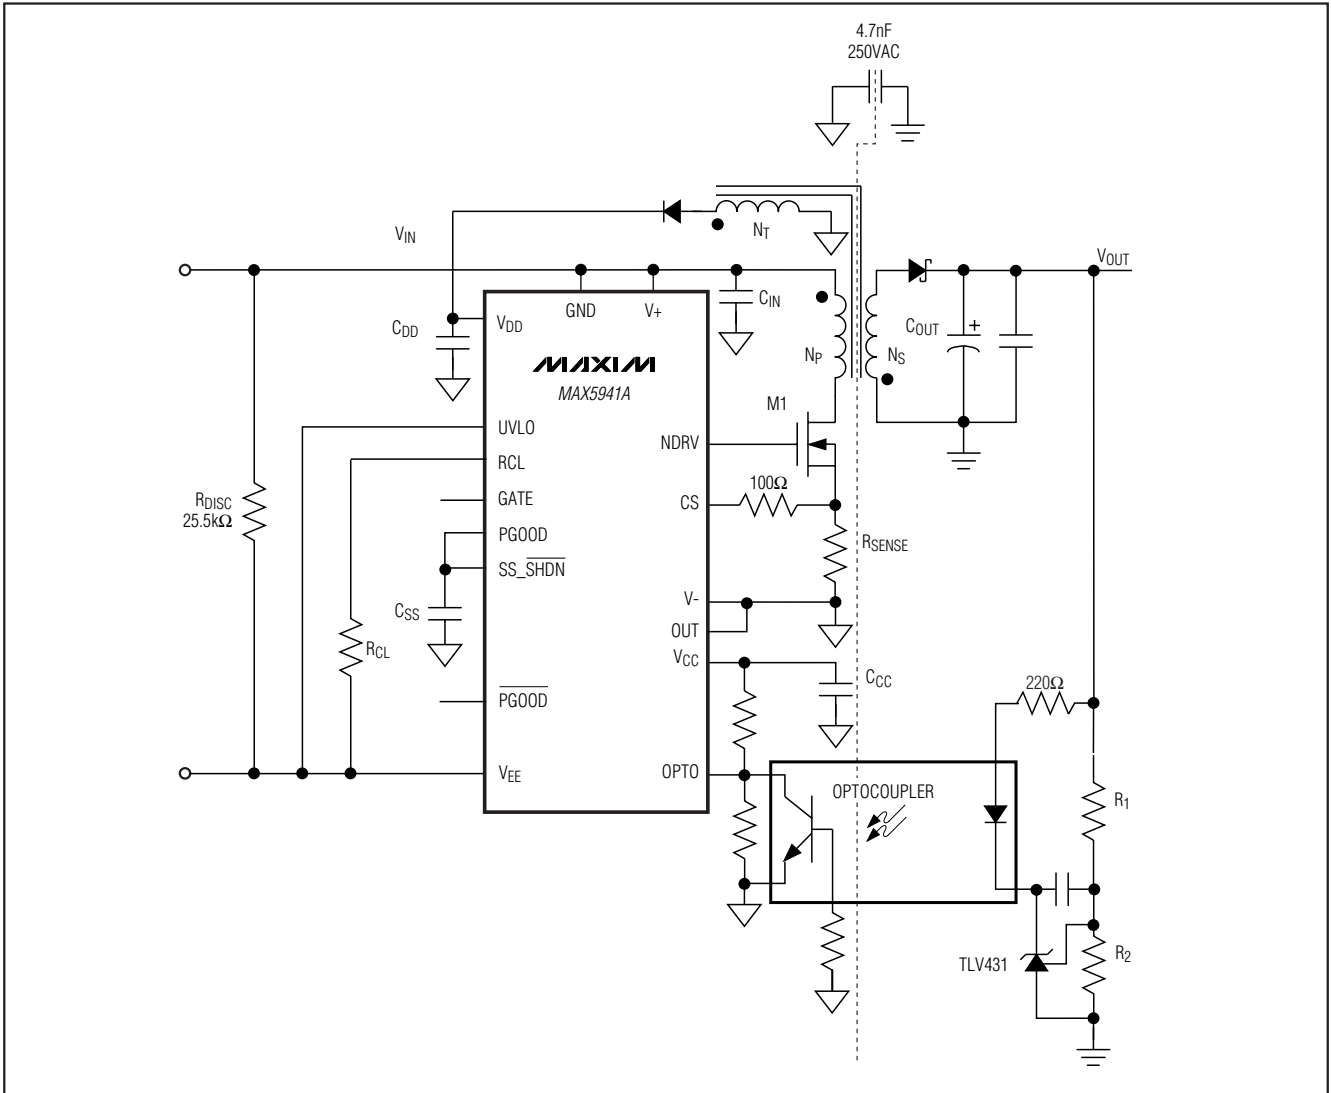 4.7nF
250VAC
VIN
NT
VOUT
CDD
VDD
GND
V+
CIN
COUT
NP
NS
MAXIM
MAX5941A
M1
UVLO
NDRV
RCL
100Ω
RDISC
25.5kΩ
GATE
CS
PGOOD
RSENSE
SS_SHDN
V-
CSS
OUT
RCL
VCC
CCC
220Ω
PGOOD
VEE
OPTO
OPTOCOUPLER
R1
TLV431
R2